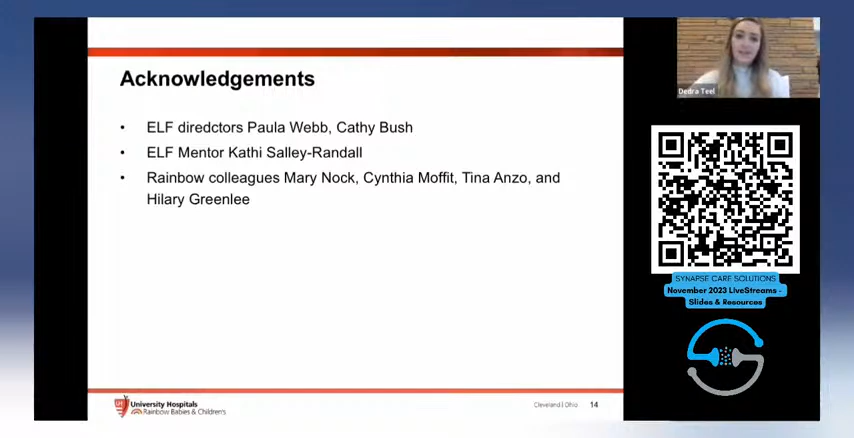 Acknowledgements
• ELF diredctors Paula Webb, Cathy Bush
• ELF Mentor Kathi Salley-Randall
• Rainbow colleagues Mary Nock, Cynthia Moffit, Tina Anzo, and
Hilary Greenlee
University Hospitals
Rainbow Babies & Children's
Cleveland | Ohio 14
Dedra Teel
SYNAPSE CARE SOLUTIONS
November 2023 LiveStreams -
Slides & Resources